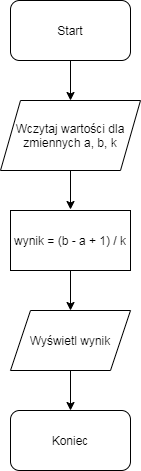 Start
Wczytaj wartości dla
zmiennych a, b, k
wynik = (b - a + 1) / k
Wyświetl wynik
Koniec